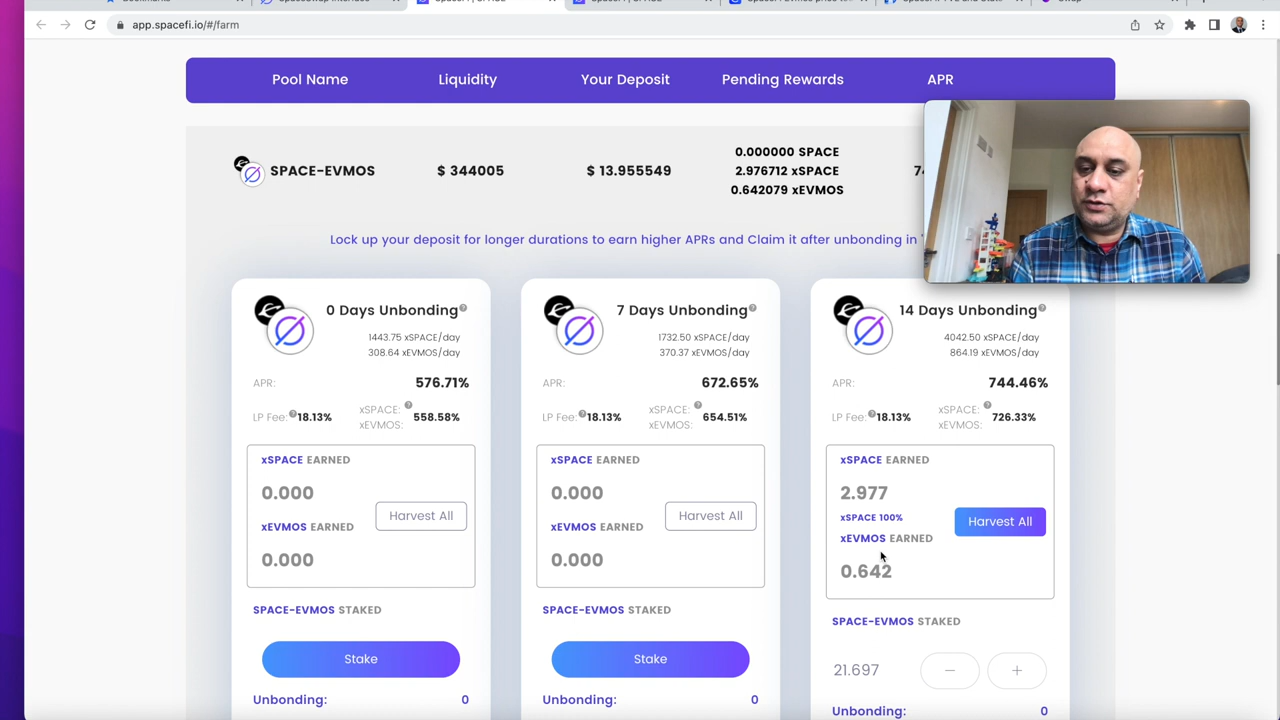 app.spacefi.io/#/farm
Pool Name Liquidity Your Deposit Pending Rewards APR
0.000000 SPACE
SPACE-EVMOS $ 344005 $ 13.955549 2.976712 xSPACE
0.642079 xEVMOS
Lock up your deposit for longer durations to earn higher APRs and Claim it after unbonding in
0 Days Unbonding
1443.75 xSPACE/day
308.64 xEVMOS/day
APR: 576.71%
LP Fee: 18.13% xSPACE: xEVMOS: 558.58%
xSPACE EARNED
0.000
Harvest All
xEVMOS EARNED
0.000
SPACE-EVMOS STAKED
Stake
Unbonding: 0
7 Days Unbonding
1732.50 xSPACE/day
370.37 xEVMOS/day
APR: 672.65%
LP Fee: 18.13% xSPACE: xEVMOS: 654.51%
xSPACE EARNED
0.000
Harvest All
xEVMOS EARNED
0.000
SPACE-EVMOS STAKED
Stake
Unbonding: 0
14 Days Unbonding
4042.50 xSPACE/day
864.19 xEVMOS/day
APR: 744.46%
LP Fee: 18.13% xSPACE: xEVMOS: 726.33%
xSPACE EARNED
2.977
xSPACE 100%
Harvest All
xEVMOS EARNED
0.642
SPACE-EVMOS STAKED
21.697 − +
Unbonding: 0